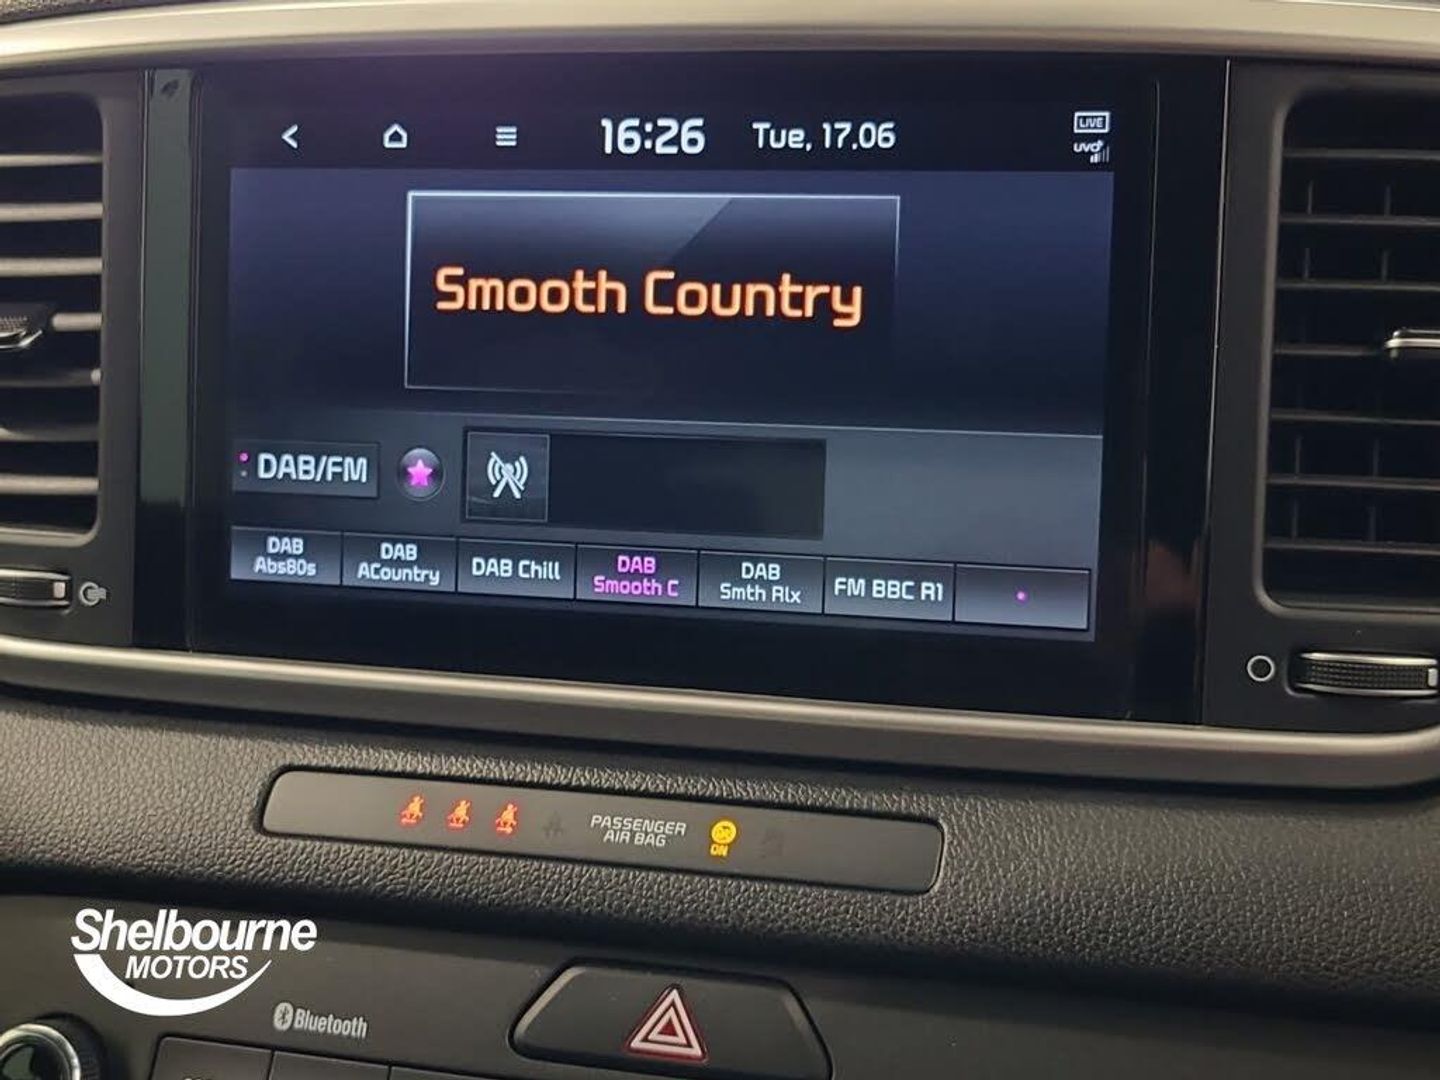 16:26 Tue, 17.06
LIVE
UVO
Smooth Country
DAB/FM
DAB
Abs80s
DAB
ACountry
DAB Chill
DAB
Smooth C
DAB
Smth Rlx
FM BBC R1
PASSENGER
AIR BAG
ON
Shelbourne
MOTORS
Bluetooth